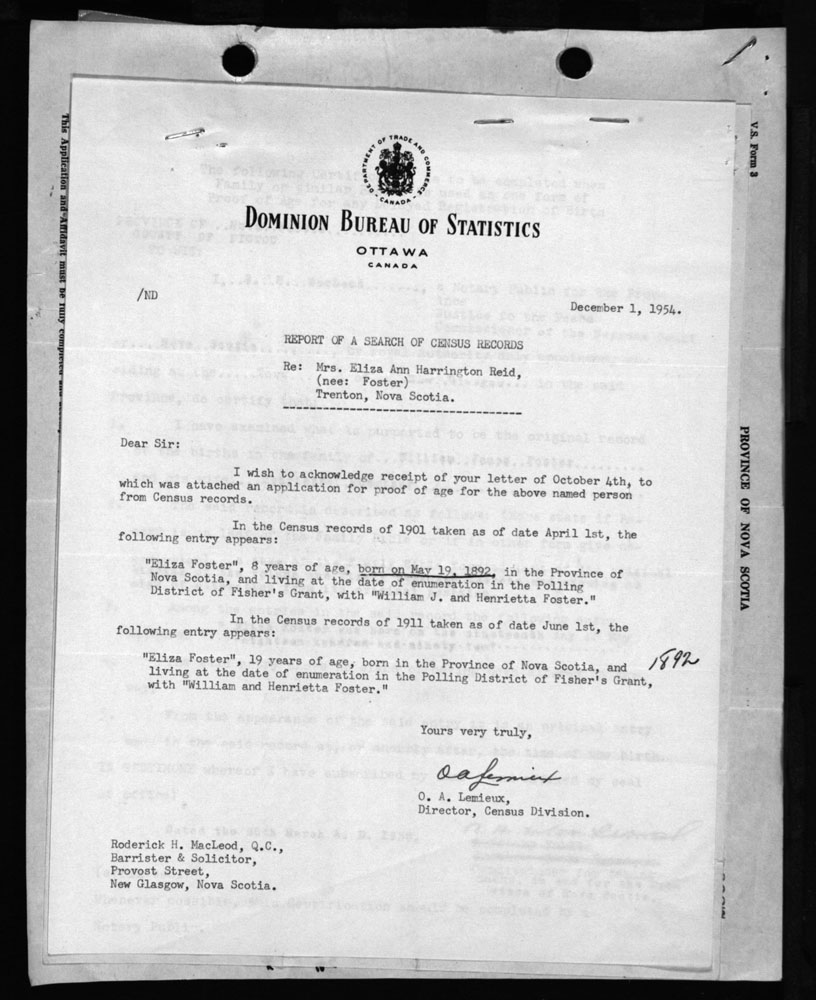 DEPARTMENT OF TRADE AND COMMERCE
CANADA
DOMINION BUREAU OF STATISTICS
OTTAWA
CANADA
/ND
December 1, 1954.
REPORT OF A SEARCH OF CENSUS RECORDS
Re: Mrs. Eliza Ann Harrington Reid,
(nee: Foster)
Trenton, Nova Scotia.
Dear Sir:
I wish to acknowledge receipt of your letter of October 4th, to
which was attached an application for proof of age for the above named person
from Census records.
In the Census records of 1901 taken as of date April 1st, the
following entry appears:
"Eliza Foster", 8 years of age, born on May 19, 1892, in the Province of
Nova Scotia, and living at the date of enumeration in the Polling
District of Fisher's Grant, with "William J. and Henrietta Foster."
In the Census records of 1911 taken as of date June 1st, the
following entry appears:
"Eliza Foster", 19 years of age, born in the Province of Nova Scotia, and
living at the date of enumeration in the Polling District of Fisher's Grant,
with "William and Henrietta Foster."
1892
Yours very truly,
O A Lemieux
O. A. Lemieux,
Director, Census Division.
Roderick H. MacLeod, Q.C.,
Barrister & Solicitor,
Provost Street,
New Glasgow, Nova Scotia.
This Application and Affidavit must be fully completed
V.S. Form 3
PROVINCE OF NOVA SCOTIA